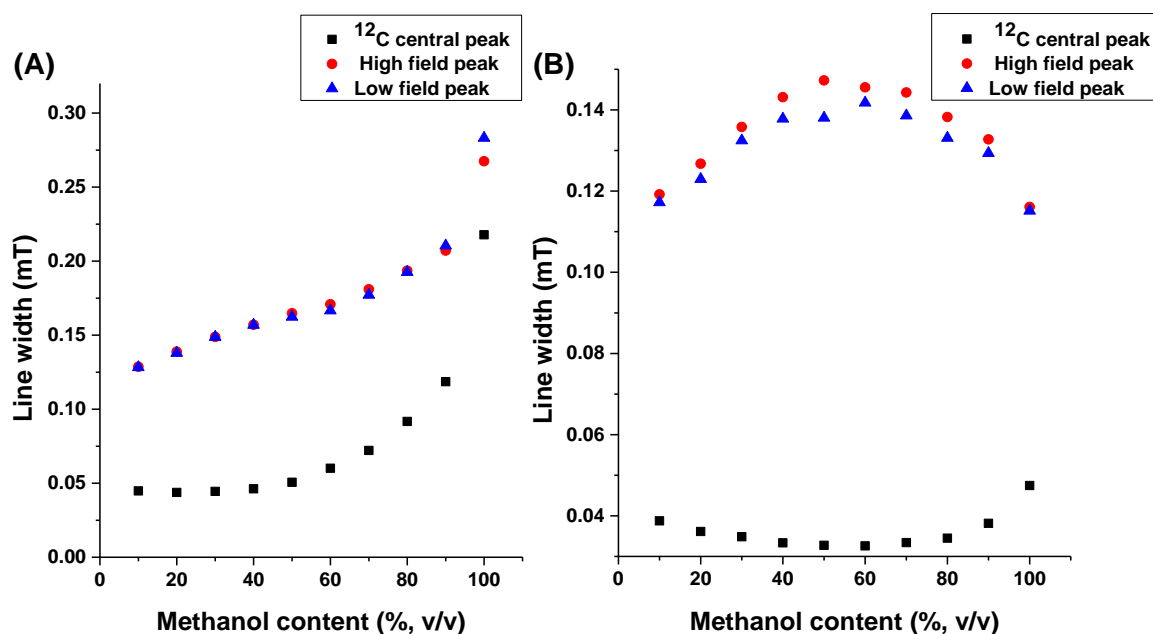 (A)
¹²C central peak
High field peak
Low field peak
0.30
0.25
0.20
0.15
0.10
0.05
0.00
Line width (mT)
0 20 40 60 80 100
Methanol content (%, v/v)
(B)
¹²C central peak
High field peak
Low field peak
0.14
0.12
0.10
0.08
0.06
0.04
Line width (mT)
0 20 40 60 80 100
Methanol content (%, v/v)